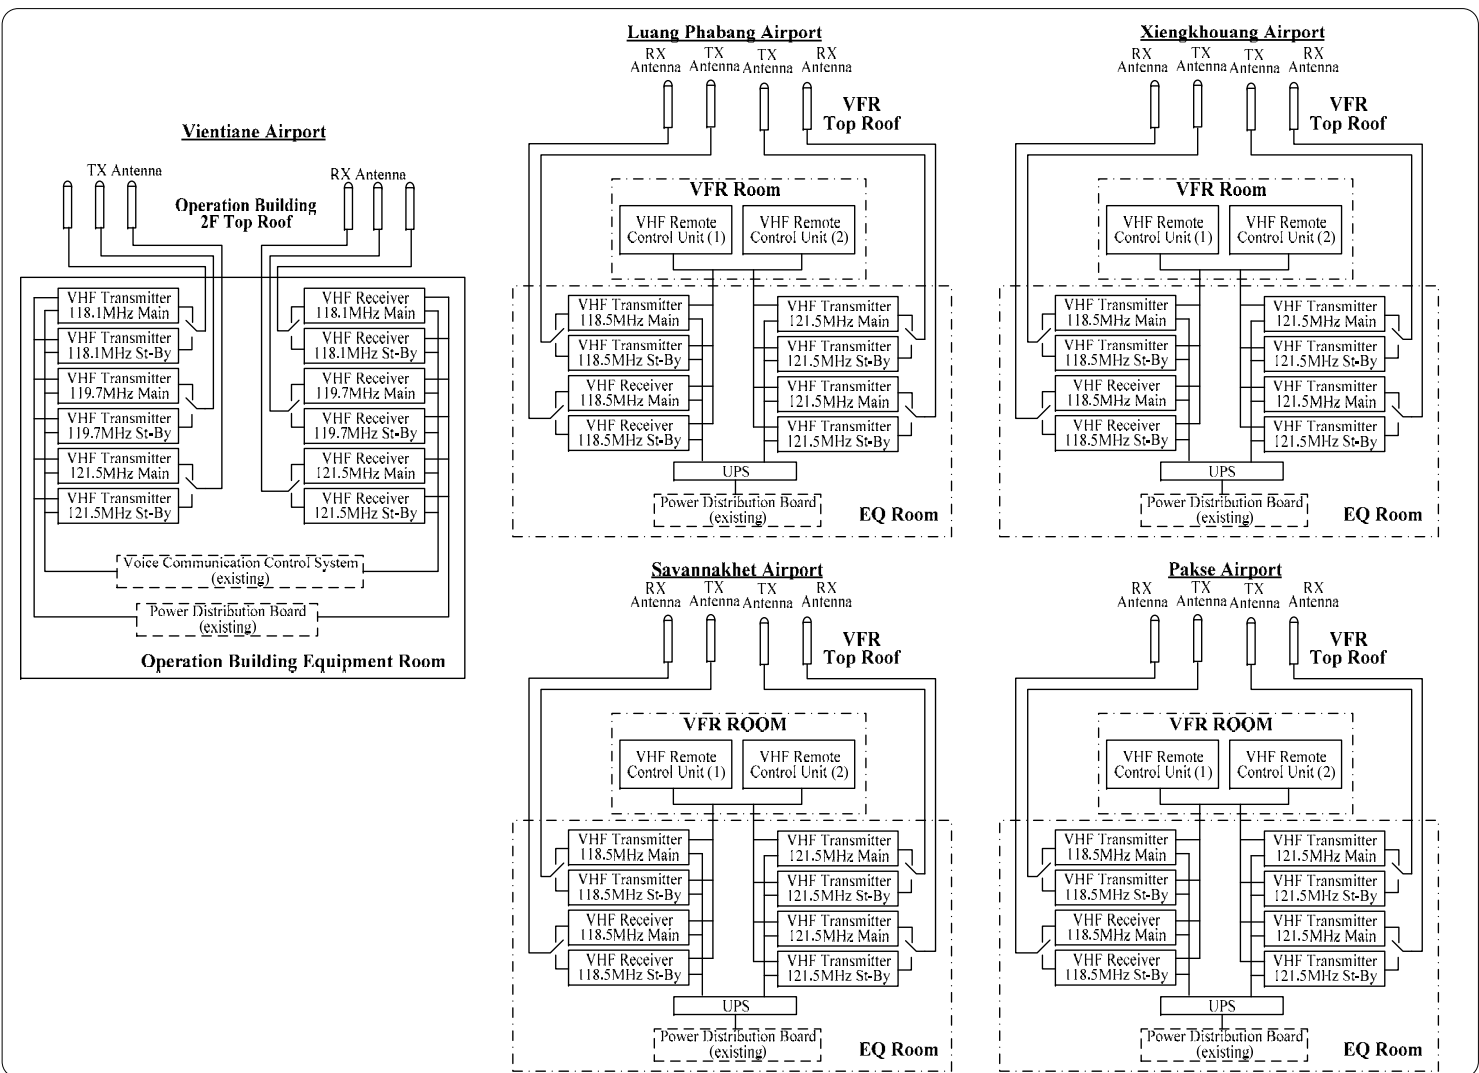 Vientiane Airport
TX Antenna
RX Antenna
Operation Building
2F Top Roof
VHF Transmitter
118.1MHz Main
VHF Transmitter
118.1MHz St-By
VHF Transmitter
119.7MHz Main
VHF Transmitter
119.7MHz St-By
VHF Transmitter
121.5MHz Main
VHF Transmitter
121.5MHz St-By
VHF Receiver
118.1MHz Main
VHF Receiver
118.1MHz St-By
VHF Receiver
119.7MHz Main
VHF Receiver
119.7MHz St-By
VHF Receiver
121.5MHz Main
VHF Receiver
121.5MHz St-By
Voice Communication Control System
(existing)
Power Distribution Board
(existing)
Operation Building Equipment Room
Luang Phabang Airport
RX
Antenna
TX
Antenna
TX
Antenna
RX
Antenna
VFR
Top Roof
VFR Room
VHF Remote
Control Unit (1)
VHF Remote
Control Unit (2)
VHF Transmitter
118.5MHz Main
VHF Transmitter
118.5MHz St-By
VHF Receiver
118.5MHz Main
VHF Receiver
118.5MHz St-By
VHF Transmitter
121.5MHz Main
VHF Transmitter
121.5MHz St-By
VHF Transmitter
121.5MHz Main
VHF Transmitter
121.5MHz St-By
UPS
Power Distribution Board
(existing)
EQ Room
Xiengkhouang Airport
RX
Antenna
TX
Antenna
TX
Antenna
RX
Antenna
VFR
Top Roof
VFR Room
VHF Remote
Control Unit (1)
VHF Remote
Control Unit (2)
VHF Transmitter
118.5MHz Main
VHF Transmitter
118.5MHz St-By
VHF Receiver
118.5MHz Main
VHF Receiver
118.5MHz St-By
VHF Transmitter
121.5MHz Main
VHF Transmitter
121.5MHz St-By
VHF Transmitter
121.5MHz Main
VHF Transmitter
121.5MHz St-By
UPS
Power Distribution Board
(existing)
EQ Room
Savannakhet Airport
RX
Antenna
TX
Antenna
TX
Antenna
RX
Antenna
VFR
Top Roof
VFR ROOM
VHF Remote
Control Unit (1)
VHF Remote
Control Unit (2)
VHF Transmitter
118.5MHz Main
VHF Transmitter
118.5MHz St-By
VHF Receiver
118.5MHz Main
VHF Receiver
118.5MHz St-By
VHF Transmitter
121.5MHz Main
VHF Transmitter
121.5MHz St-By
VHF Transmitter
121.5MHz Main
VHF Transmitter
121.5MHz St-By
UPS
Power Distribution Board
(existing)
EQ Room
Pakse Airport
RX
Antenna
TX
Antenna
TX
Antenna
RX
Antenna
VFR
Top Roof
VFR ROOM
VHF Remote
Control Unit (1)
VHF Remote
Control Unit (2)
VHF Transmitter
118.5MHz Main
VHF Transmitter
118.5MHz St-By
VHF Receiver
118.5MHz Main
VHF Receiver
118.5MHz St-By
VHF Transmitter
121.5MHz Main
VHF Transmitter
121.5MHz St-By
VHF Transmitter
121.5MHz Main
VHF Transmitter
121.5MHz St-By
UPS
Power Distribution Board
(existing)
EQ Room